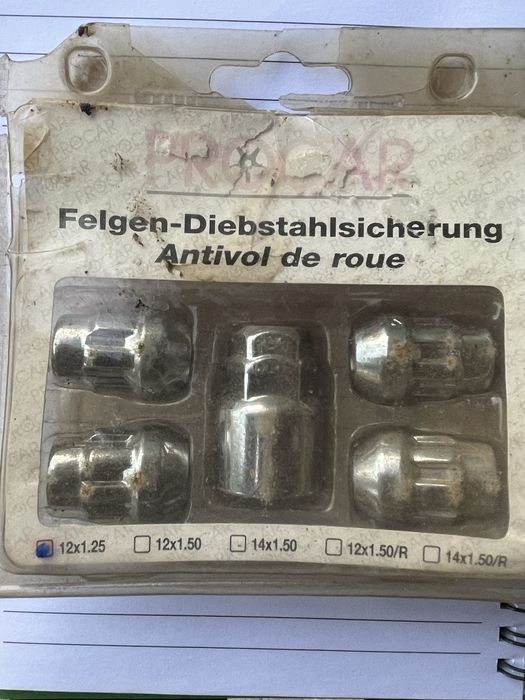 PROCAR
Felgen-Diebstahlsicherung
Antivol de roue
12x1.25 12x1.50 14x1.50 12x1.50/R 14x1.50/R